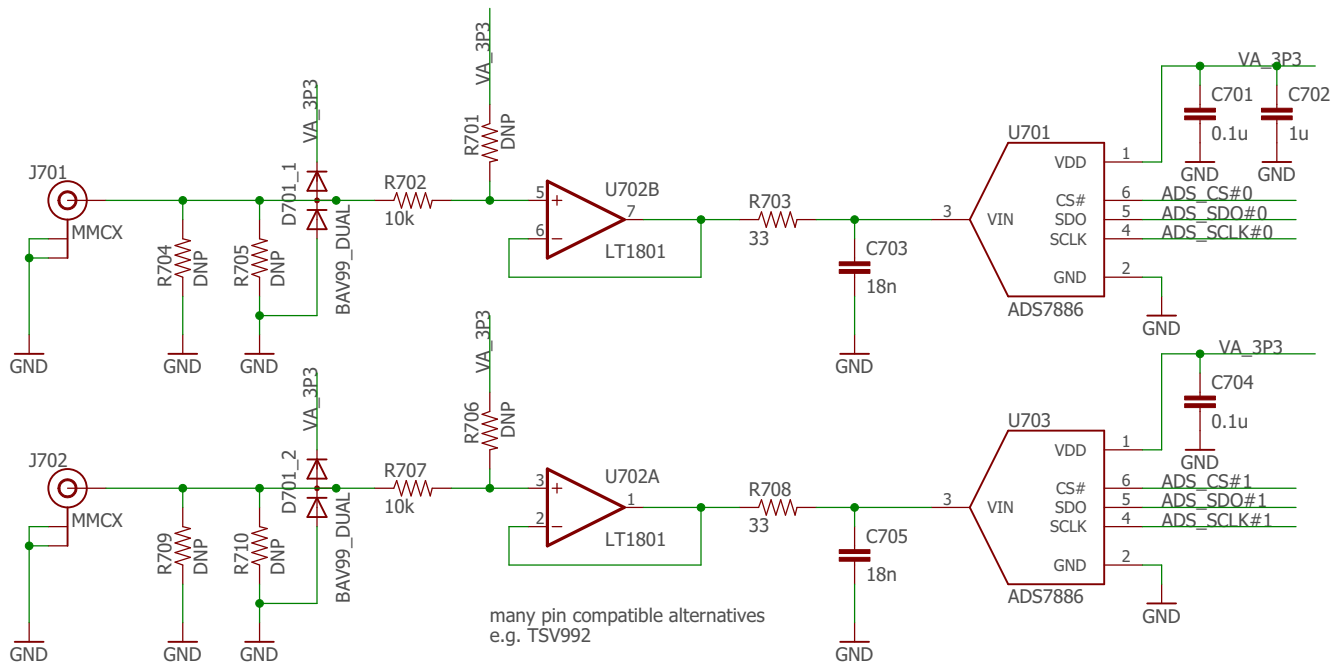 VA_3P3
VA_3P3
VA_3P3
J701
MMCX
R704
DNP
R705
DNP
D701_1
BAV99_DUAL
R702
10k
R701
DNP
5
6
7
U702B
LT1801
R703
33
C703
18n
3
U701
VIN
VDD
CS#
SDO
SCLK
GND
ADS7886
1
6
5
4
2
ADS_CS#0
ADS_SDO#0
ADS_SCLK#0
C701
0.1u
C702
1u
GND
GND
GND
GND
GND
GND
GND
VA_3P3
VA_3P3
VA_3P3
J702
MMCX
R709
DNP
R710
DNP
D701_2
BAV99_DUAL
R707
10k
R706
DNP
3
2
1
U702A
LT1801
R708
33
C705
18n
3
U703
VIN
VDD
CS#
SDO
SCLK
GND
ADS7886
1
6
5
4
2
ADS_CS#1
ADS_SDO#1
ADS_SCLK#1
C704
0.1u
GND
GND
GND
GND
GND
GND
many pin compatible alternatives
e.g. TSV992